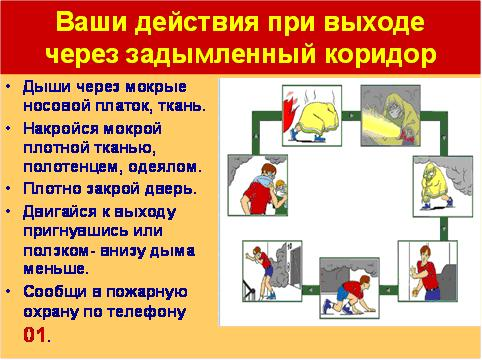 Ваши действия при выходе
через задымленный коридор
• Дыши через мокрые
носовой платок, ткань.
• Накройся мокрой
плотной тканью,
полотенцем, одеялом.
• Плотно закрой дверь.
• Двигайся к выходу
пригнувшись или
ползком- внизу дыма
меньше.
• Сообщи в пожарную
охрану по телефону
01.